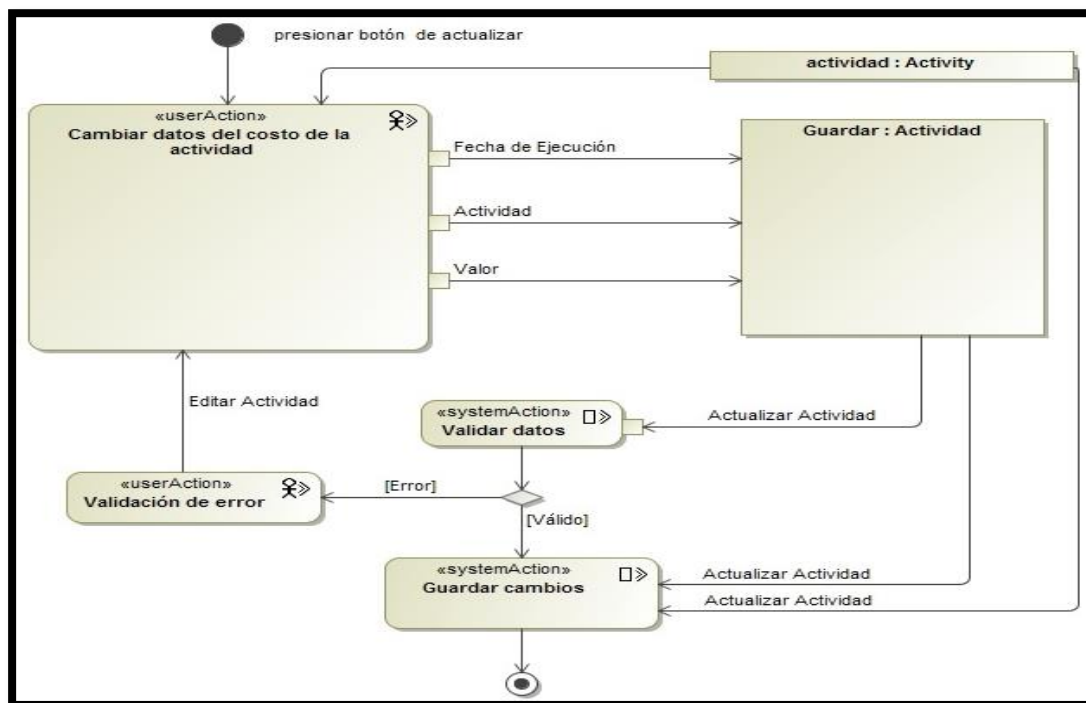 presionar botón de actualizar
actividad : Activity
«userAction»
Cambiar datos del costo de la
actividad
Guardar : Actividad
Fecha de Ejecución
Actividad
Valor
Editar Actividad
«systemAction»
Validar datos
Actualizar Actividad
«userAction»
Validación de error
[Error]
[Válido]
«systemAction»
Guardar cambios
Actualizar Actividad
Actualizar Actividad